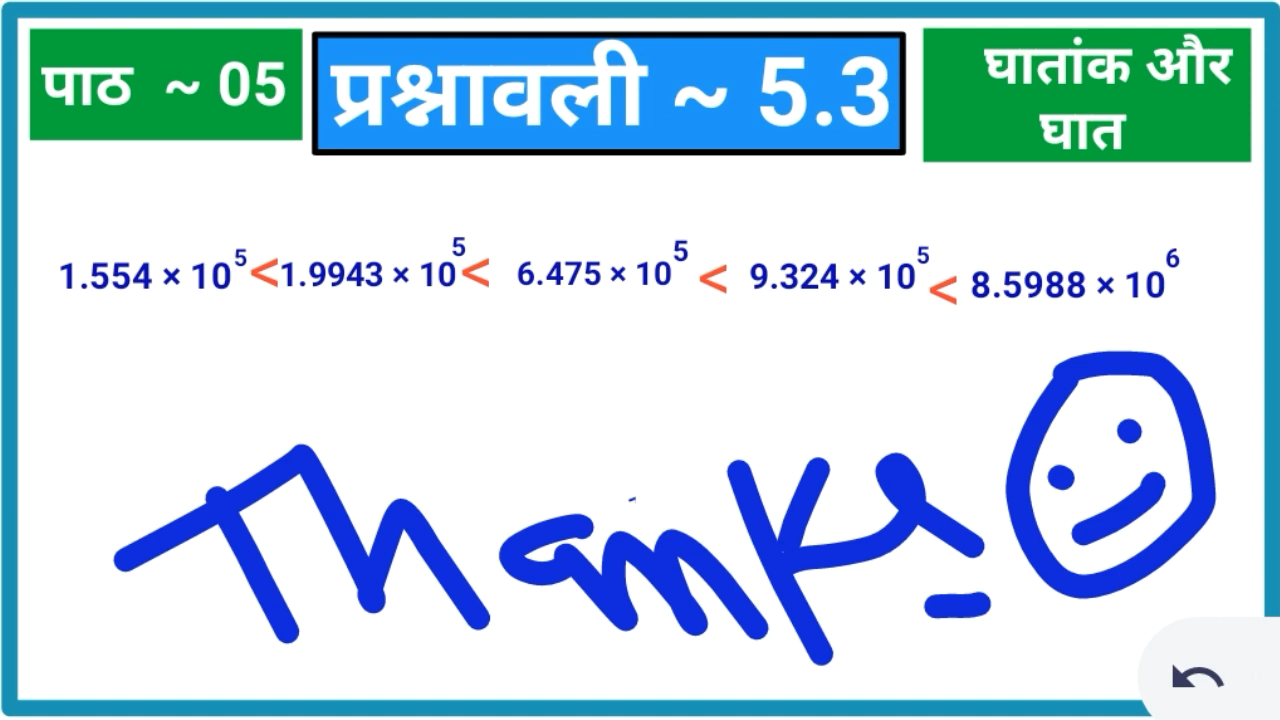 पाठ ~ 05
प्रश्नावली ~ 5.3
घातांक और
घात
1.554 × 10⁵ < 1.9943 × 10⁵ < 6.475 × 10⁵ < 9.324 × 10⁵ < 8.5988 × 10⁶
Thanks